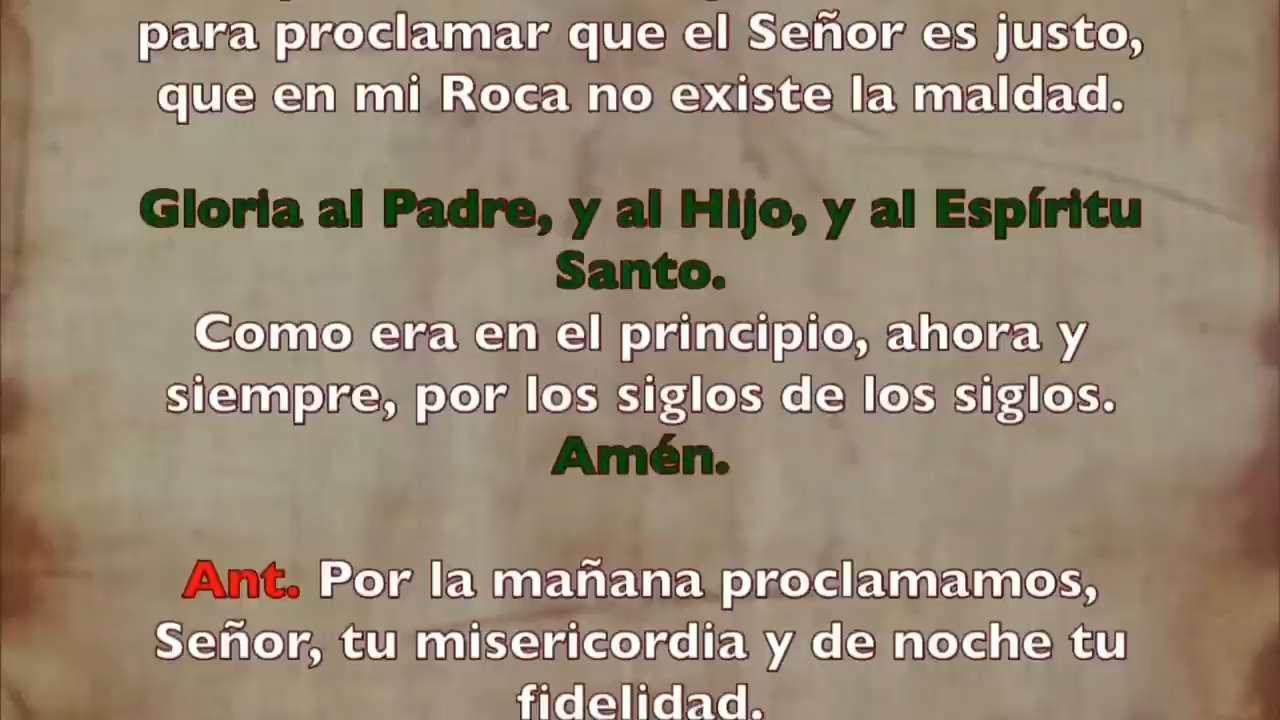 para proclamar que el Señor es justo,
que en mi Roca no existe la maldad.
Gloria al Padre, y al Hijo, y al Espíritu
Santo.
Como era en el principio, ahora y
siempre, por los siglos de los siglos.
Amén.
Ant. Por la mañana proclamamos,
Señor, tu misericordia y de noche tu
fidelidad.